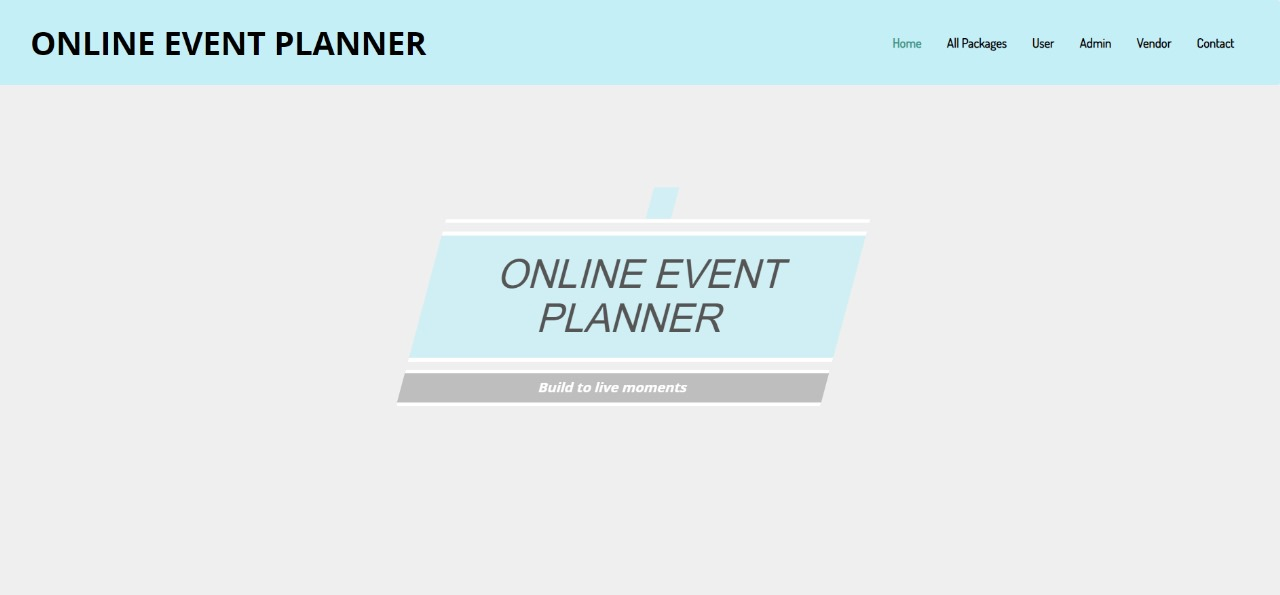 ONLINE EVENT PLANNER
Home All Packages User Admin Vendor Contact
ONLINE EVENT
PLANNER
Build to live moments